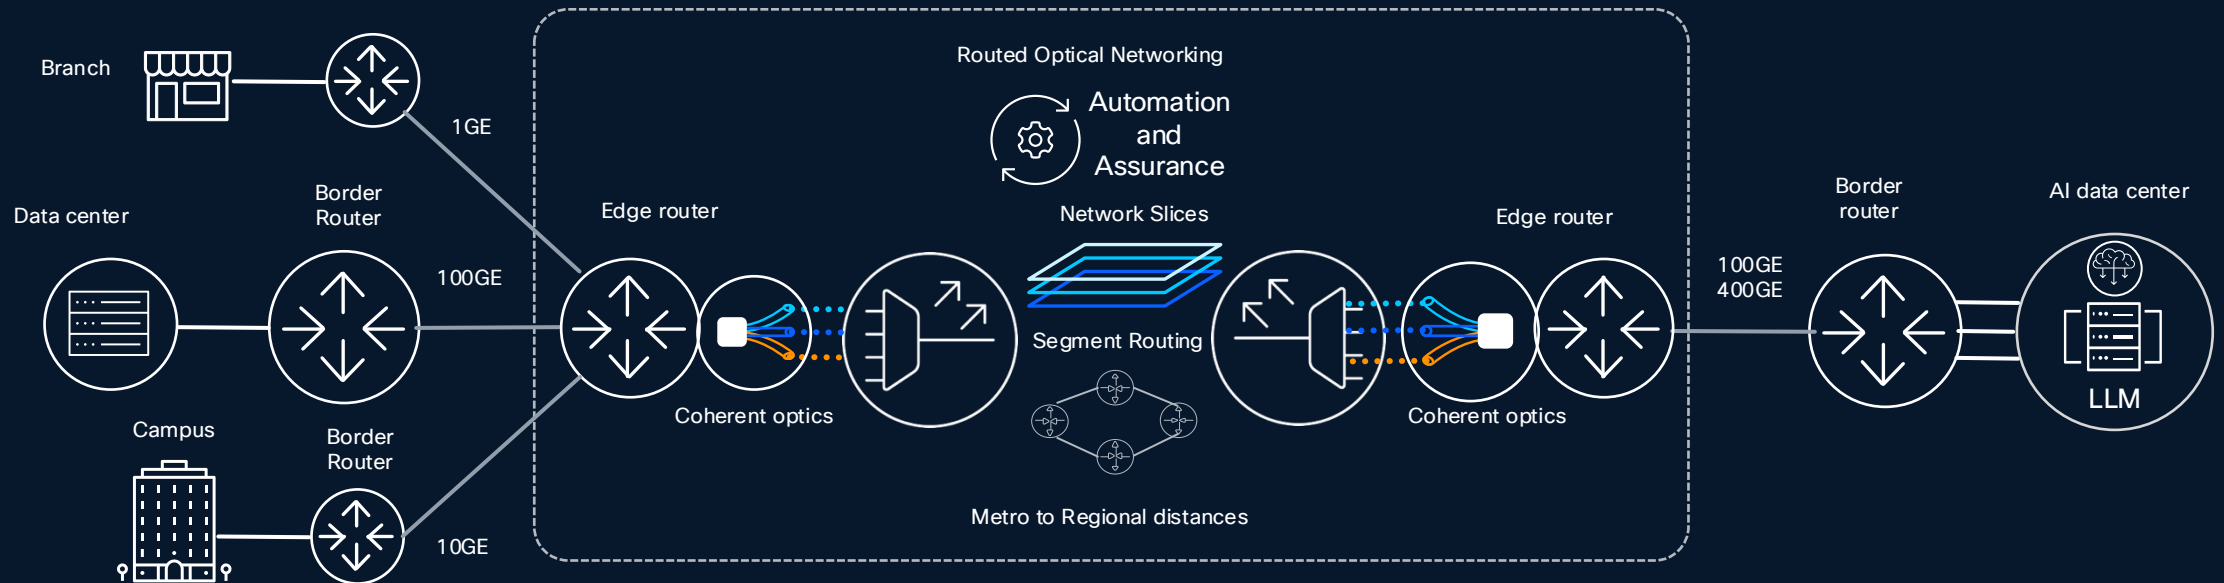 Branch
1GE
Data center
Border
Router
100GE
Campus
Border
Router
10GE
Edge router
Coherent optics
Routed Optical Networking
Automation
and
Assurance
Network Slices
Segment Routing
Metro to Regional distances
Edge router
Coherent optics
100GE
400GE
Border
router
AI data center
LLM